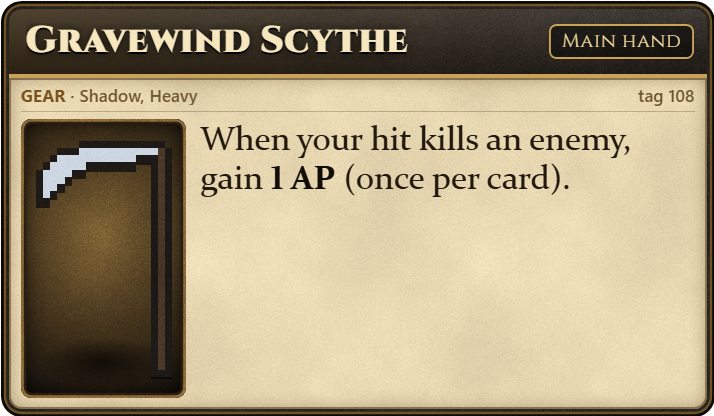 Gravewind Scythe
Main hand
GEAR · Shadow, Heavy
tag 108
When your hit kills an enemy,
gain 1 AP (once per card).